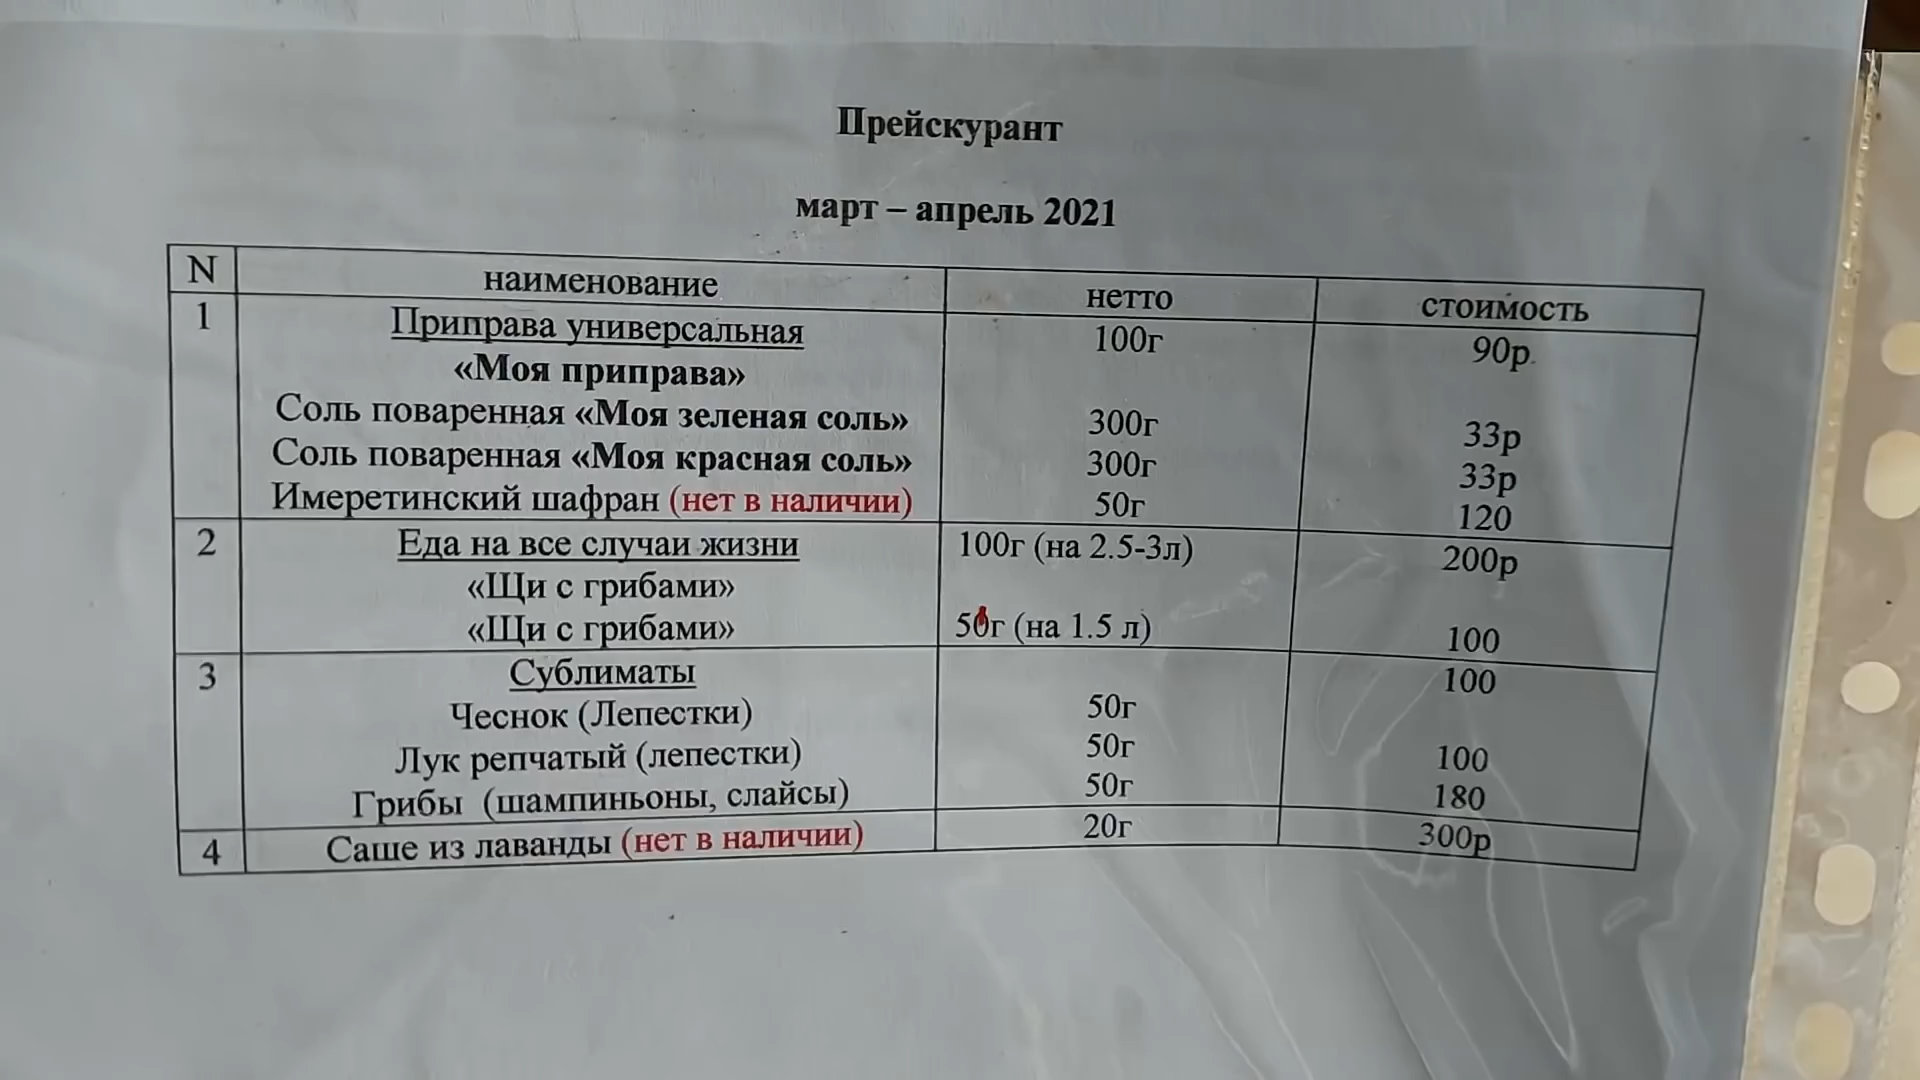 Прейскурант
март – апрель 2021
N наименование нетто стоимость
1 Приправа универсальная 100г 90р.
«Моя приправа»
Соль поваренная «Моя зеленая соль» 300г 33р
Соль поваренная «Моя красная соль» 300г 33р
Имеретинский шафран (нет в наличии) 50г 120
2 Еда на все случаи жизни 100г (на 2.5-3л) 200р
«Щи с грибами»
«Щи с грибами» 50г (на 1.5 л) 100
3 Сублиматы 100
Чеснок (Лепестки) 50г
Лук репчатый (лепестки) 50г 100
Грибы (шампиньоны, слайсы) 50г 180
4 Саше из лаванды (нет в наличии) 20г 300р